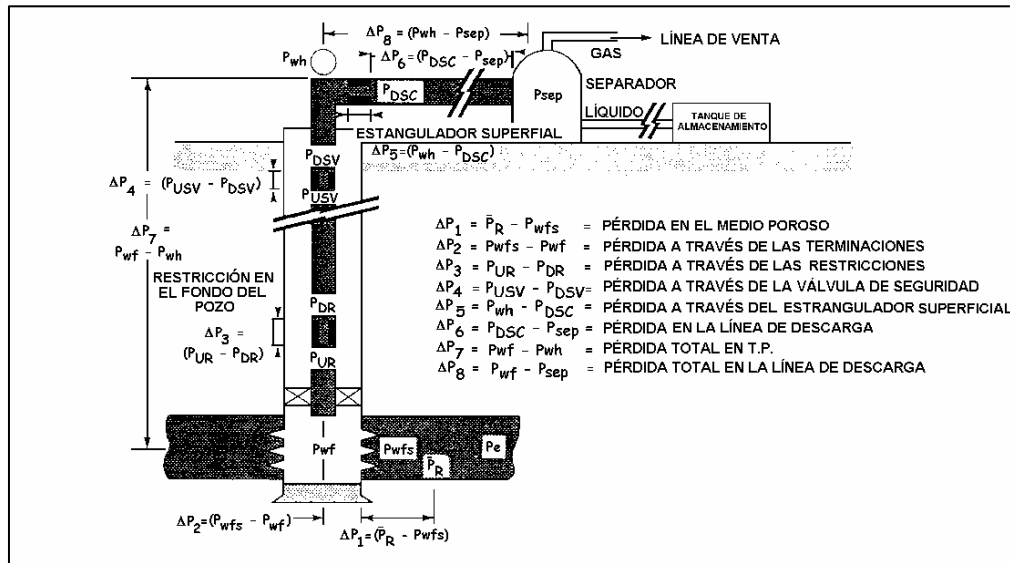 ΔP8 = (Pwh – Psep)
Pwh
ΔP6 = (PDSC – Psep)
GAS
LÍNEA DE VENTA
PDSC
Psep
SEPARADOR
LÍQUIDO
TANQUE DE
ALMACENAMIENTO
ESTANGULADOR SUPERFIAL
ΔP5 = (Pwh – PDSC)
PDSV
ΔP4 = (PUSV – PDSV)
PUSV
ΔP7 =
Pwf – Pwh
RESTRICCIÓN EN
EL FONDO DEL
POZO
PDR
ΔP3 =
(PUR – PDR)
PUR
ΔP1 = P̄R – Pwfs = PÉRDIDA EN EL MEDIO POROSO
ΔP2 = Pwfs – Pwf = PÉRDIDA A TRAVÉS DE LAS TERMINACIONES
ΔP3 = PUR – PDR = PÉRDIDA A TRAVÉS DE LAS RESTRICCIONES
ΔP4 = PUSV – PDSV = PÉRDIDA A TRAVÉS DE LA VÁLVULA DE SEGURIDAD
ΔP5 = Pwh – PDSC = PÉRDIDA A TRAVÉS DEL ESTRANGULADOR SUPERFICIAL
ΔP6 = PDSC – Psep = PÉRDIDA EN LA LÍNEA DE DESCARGA
ΔP7 = Pwf – Pwh = PÉRDIDA TOTAL EN T.P.
ΔP8 = Pwf – Psep = PÉRDIDA TOTAL EN LA LÍNEA DE DESCARGA
Pwf
Pwfs
Pe
P̄R
ΔP2=(Pwfs – Pwf)
ΔP1=(P̄R – Pwfs)